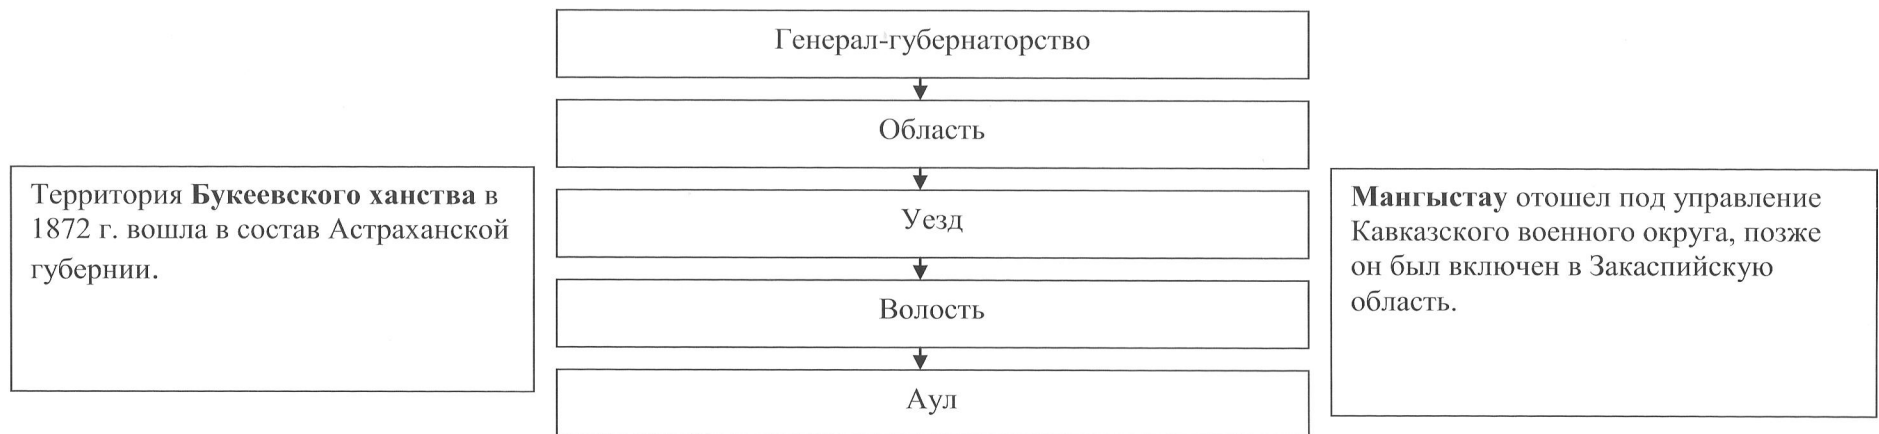 Генерал-губернаторство
Область
Территория Букеевского ханства в
1872 г. вошла в состав Астраханской
губернии.
Уезд
Волость
Аул
Мангыстау отошел под управление
Кавказского военного округа, позже
он был включен в Закаспийскую
область.